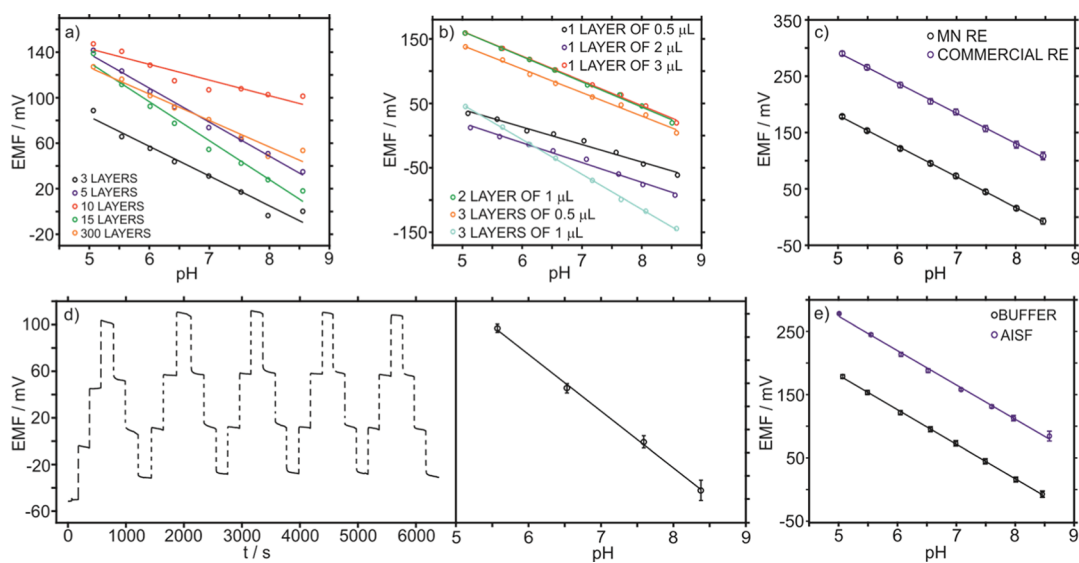 a)
EMF / mV
140
100
60
20
-20
3 LAYERS
5 LAYERS
10 LAYERS
15 LAYERS
300 LAYERS
5 6 7 8 9
pH
b)
EMF / mV
150
50
-50
-150
1 LAYER OF 0.5 µL
1 LAYER OF 2 µL
1 LAYER OF 3 µL
2 LAYER OF 1 µL
3 LAYERS OF 0.5 µL
3 LAYERS OF 1 µL
5 6 7 8 9
pH
c)
EMF / mV
350
250
150
50
-50
MN RE
COMMERCIAL RE
4 5 6 7 8 9
pH
d)
EMF / mV
100
60
20
-20
-60
0 1000 2000 3000 4000 5000 6000
t / s
5 6 7 8 9
pH
e)
EMF / mV
250
150
50
-50
BUFFER
AISF
4 5 6 7 8 9
pH